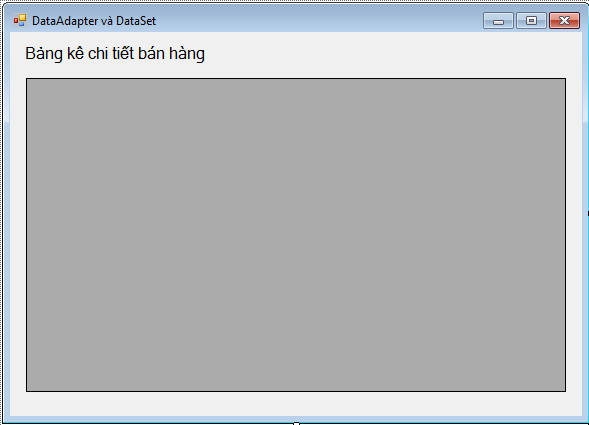 DataAdapter và DataSet
Bảng kê chi tiết bán hàng